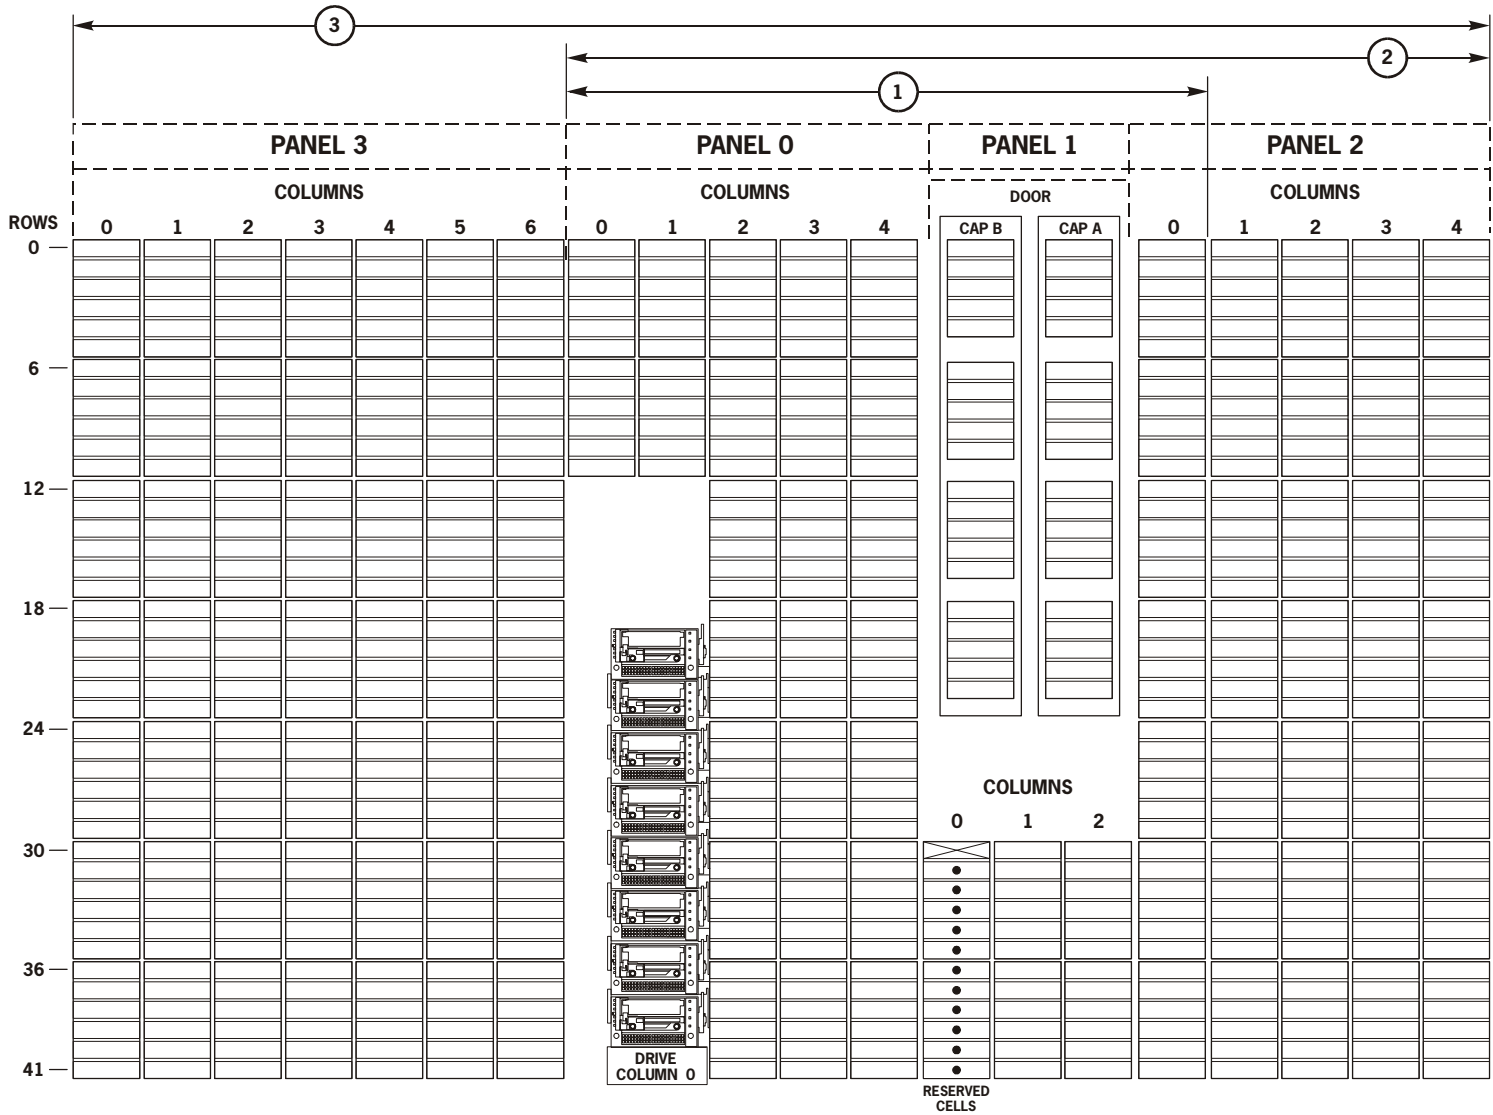 3
2
1
PANEL 3
PANEL 0
PANEL 1
PANEL 2
COLUMNS
COLUMNS
DOOR
COLUMNS
ROWS
0 1 2 3 4 5 6
0 1 2 3 4
CAP B
CAP A
0 1 2 3 4
0
6
12
18
24
COLUMNS
0 1 2
30
36
41
DRIVE
COLUMN 0
RESERVED
CELLS